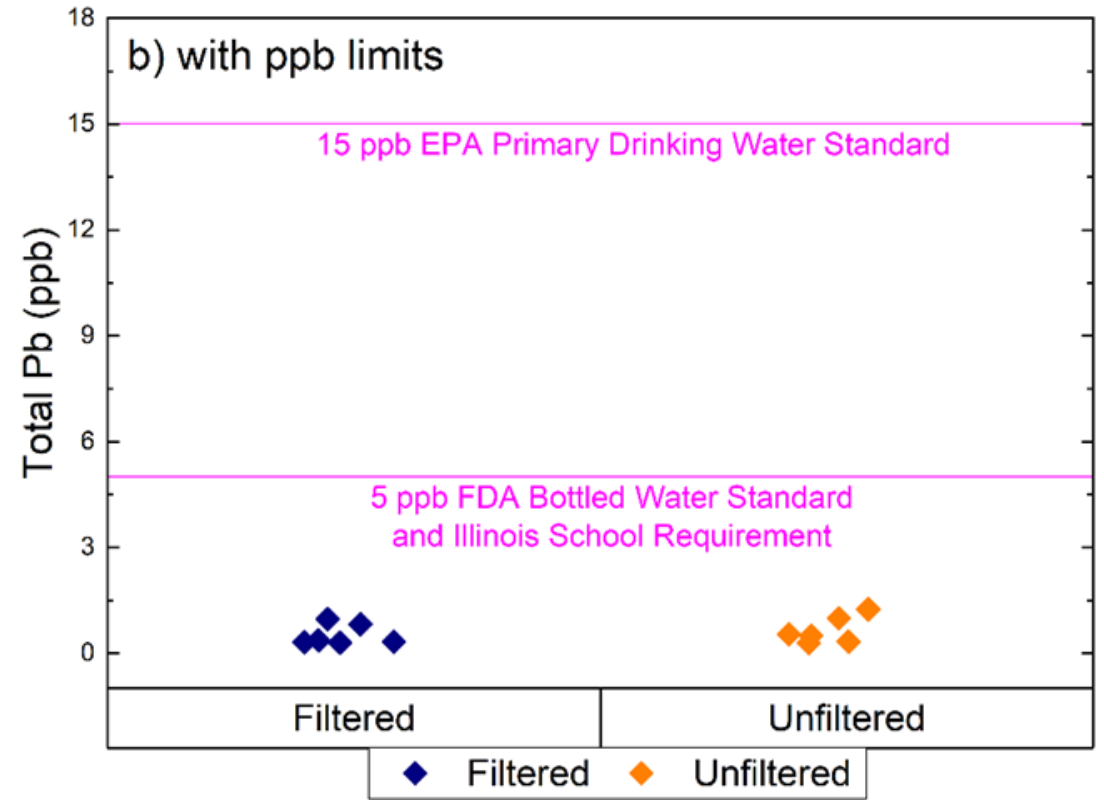 18
b) with ppb limits
15
15 ppb EPA Primary Drinking Water Standard
12
Total Pb (ppb)
9
6
5 ppb FDA Bottled Water Standard
and Illinois School Requirement
3
0
Filtered Unfiltered
Filtered Unfiltered